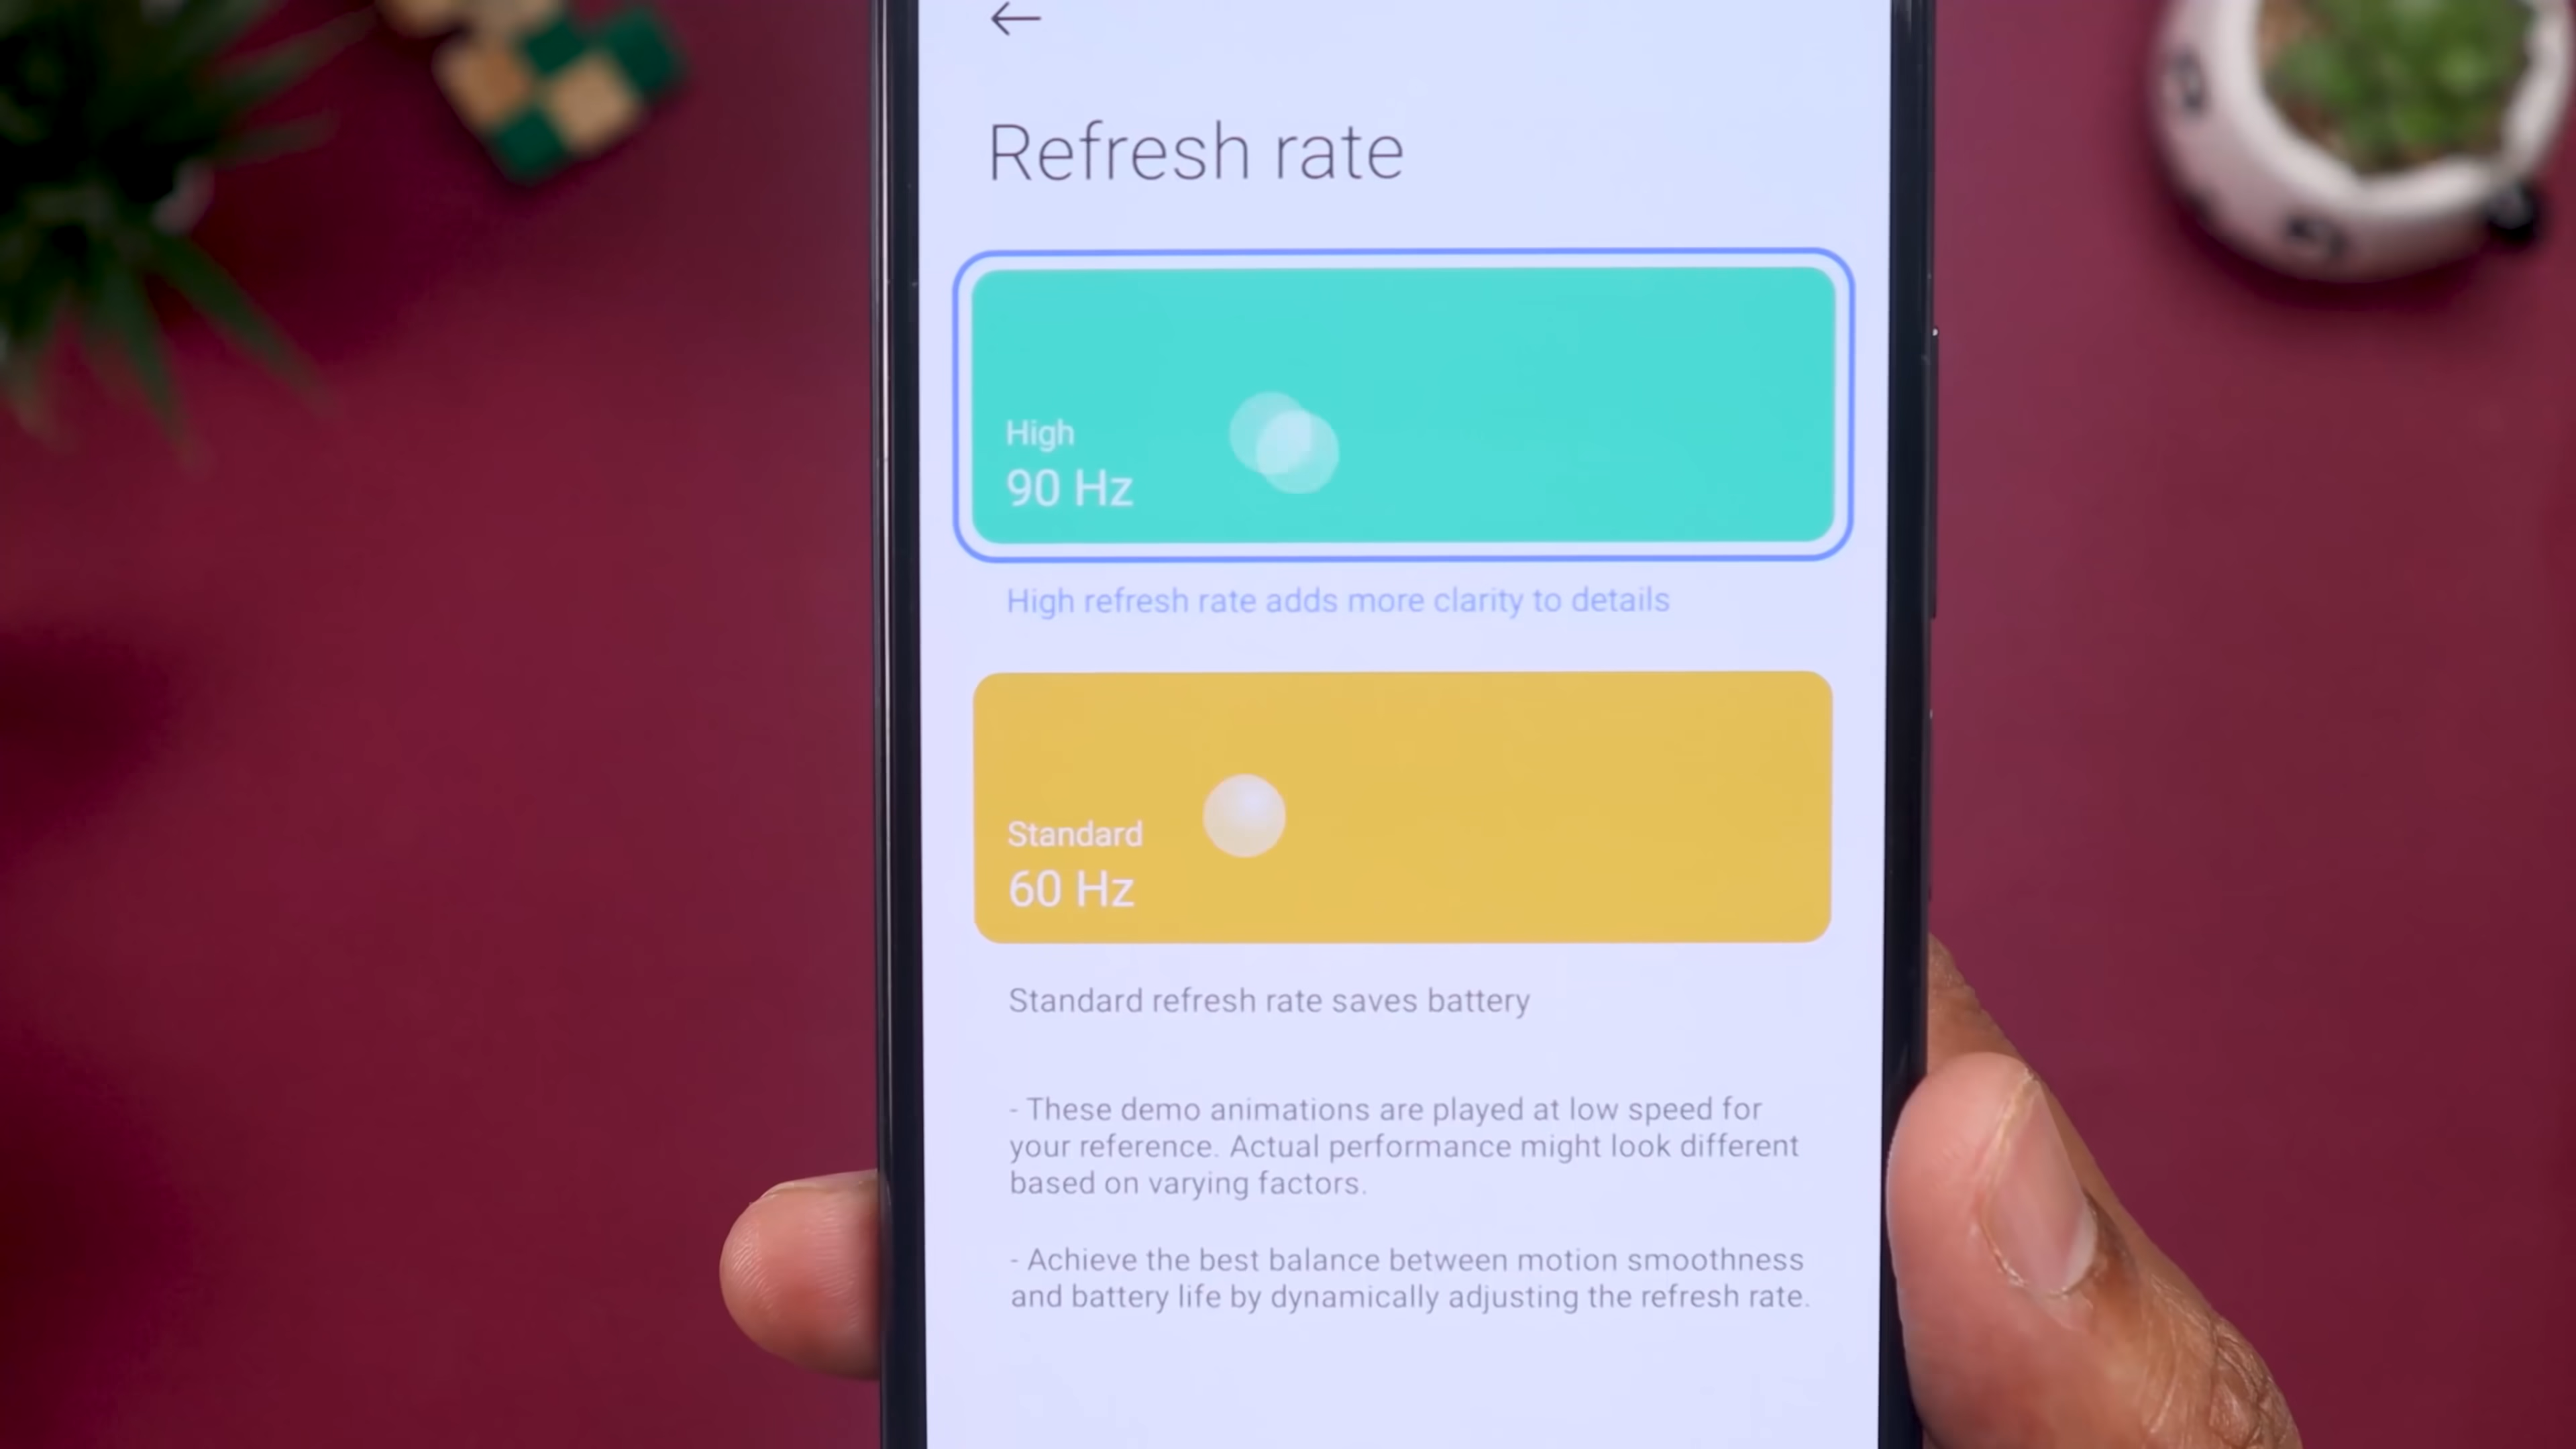 Refresh rate
High
90 Hz
High refresh rate adds more clarity to details
Standard
60 Hz
Standard refresh rate saves battery
- These demo animations are played at low speed for
your reference. Actual performance might look different
based on varying factors.
- Achieve the best balance between motion smoothness
and battery life by dynamically adjusting the refresh rate.